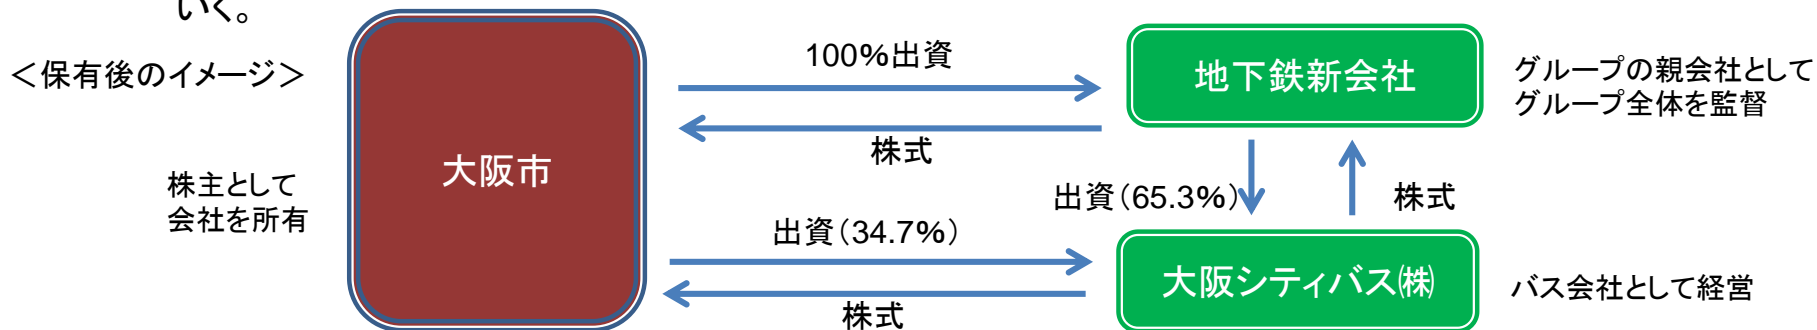 いく。
＜保有後のイメージ＞
100%出資
地下鉄新会社
グループの親会社として
グループ全体を監督
株式
大阪市
株主として
会社を所有
出資（65.3%）
株式
出資（34.7%）
大阪シティバス㈱
バス会社として経営
株式